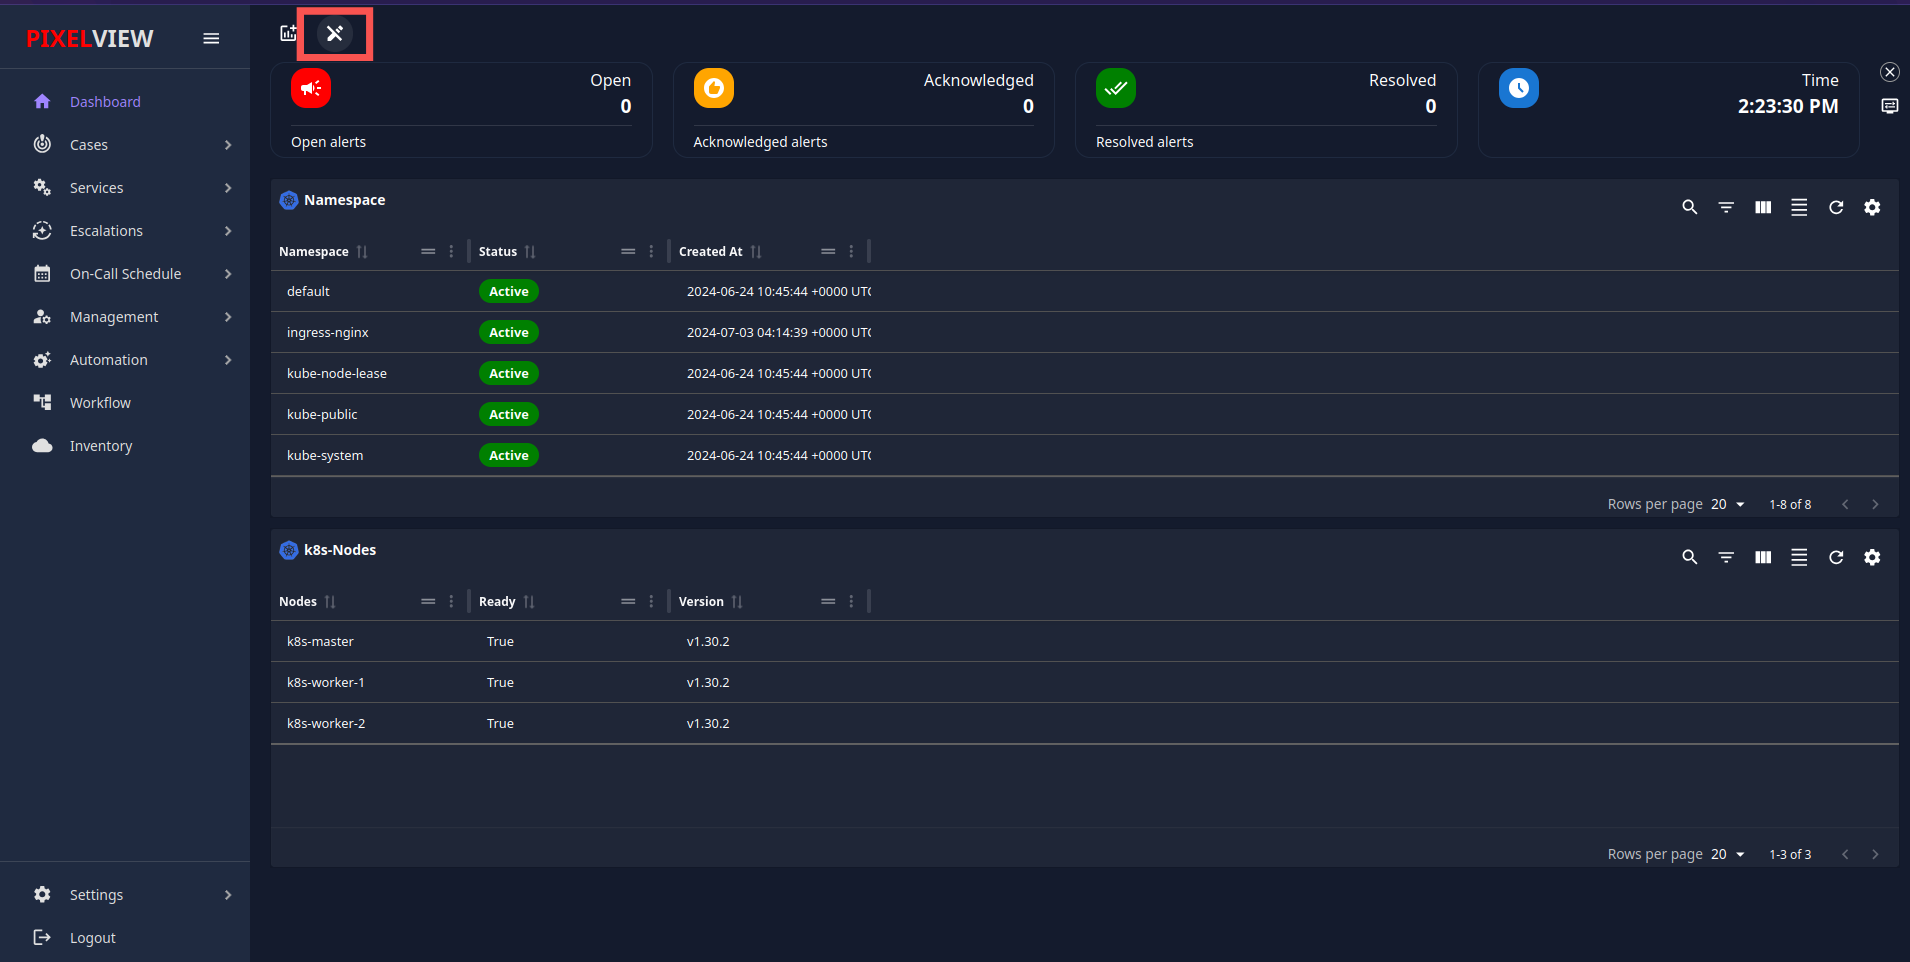 PIXELVIEW
Dashboard
Cases
Services
Escalations
On-Call Schedule
Management
Automation
Workflow
Inventory
Settings
Logout
Open
0
Open alerts
Acknowledged
0
Acknowledged alerts
Resolved
0
Resolved alerts
Time
2:23:30 PM
Namespace
Namespace Status Created At
default Active 2024-06-24 10:45:44 +0000 UTC
ingress-nginx Active 2024-07-03 04:14:39 +0000 UTC
kube-node-lease Active 2024-06-24 10:45:44 +0000 UTC
kube-public Active 2024-06-24 10:45:44 +0000 UTC
kube-system Active 2024-06-24 10:45:44 +0000 UTC
Rows per page 20 1-8 of 8
k8s-Nodes
Nodes Ready Version
k8s-master True v1.30.2
k8s-worker-1 True v1.30.2
k8s-worker-2 True v1.30.2
Rows per page 20 1-3 of 3